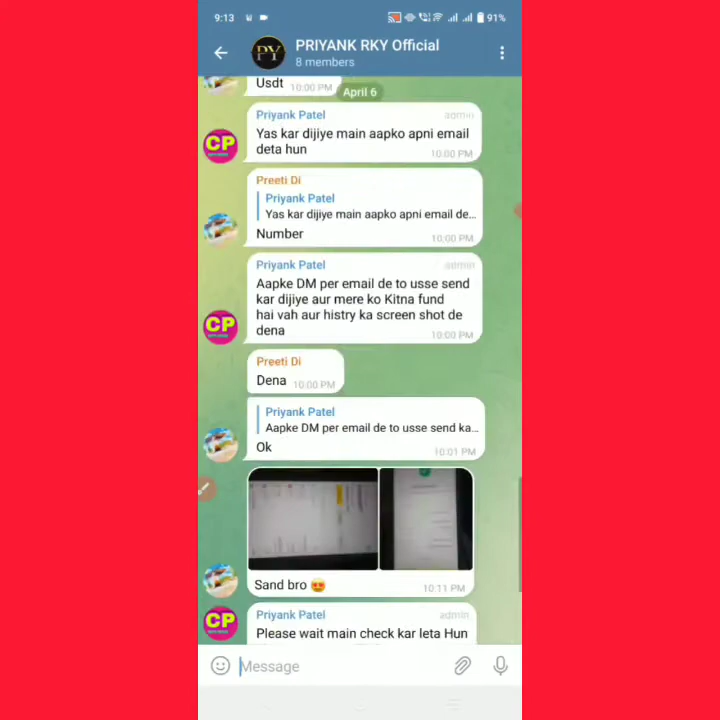 9:13
91%
PY
PRIYANK RKY Official
8 members
Usdt 10:00 PM
April 6
Priyank Patel admin
Yas kar dijiye main aapko apni email
deta hun
10:00 PM
CP
Preeti Di
Priyank Patel
Yas kar dijiye main aapko apni email de...
Number
10:00 PM
Priyank Patel admin
Aapke DM per email de to usse send
kar dijiye aur mere ko Kitna fund
hai vah aur histry ka screen shot de
dena
10:00 PM
CP
Preeti Di
Dena 10:00 PM
Priyank Patel
Aapke DM per email de to usse send ka...
Ok
10:01 PM
Sand bro 😍
10:11 PM
Priyank Patel admin
CP
Please wait main check kar leta Hun
Message